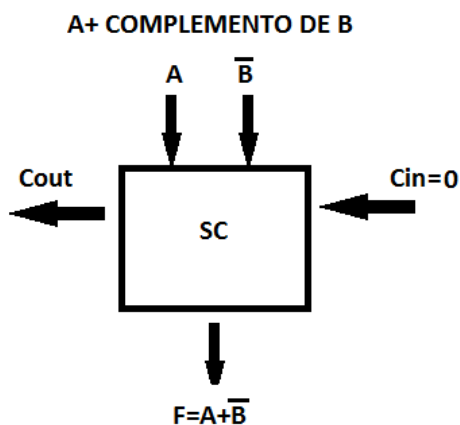 A+ COMPLEMENTO DE B
A B̅
Cout Cin=0
SC
F=A+B̅